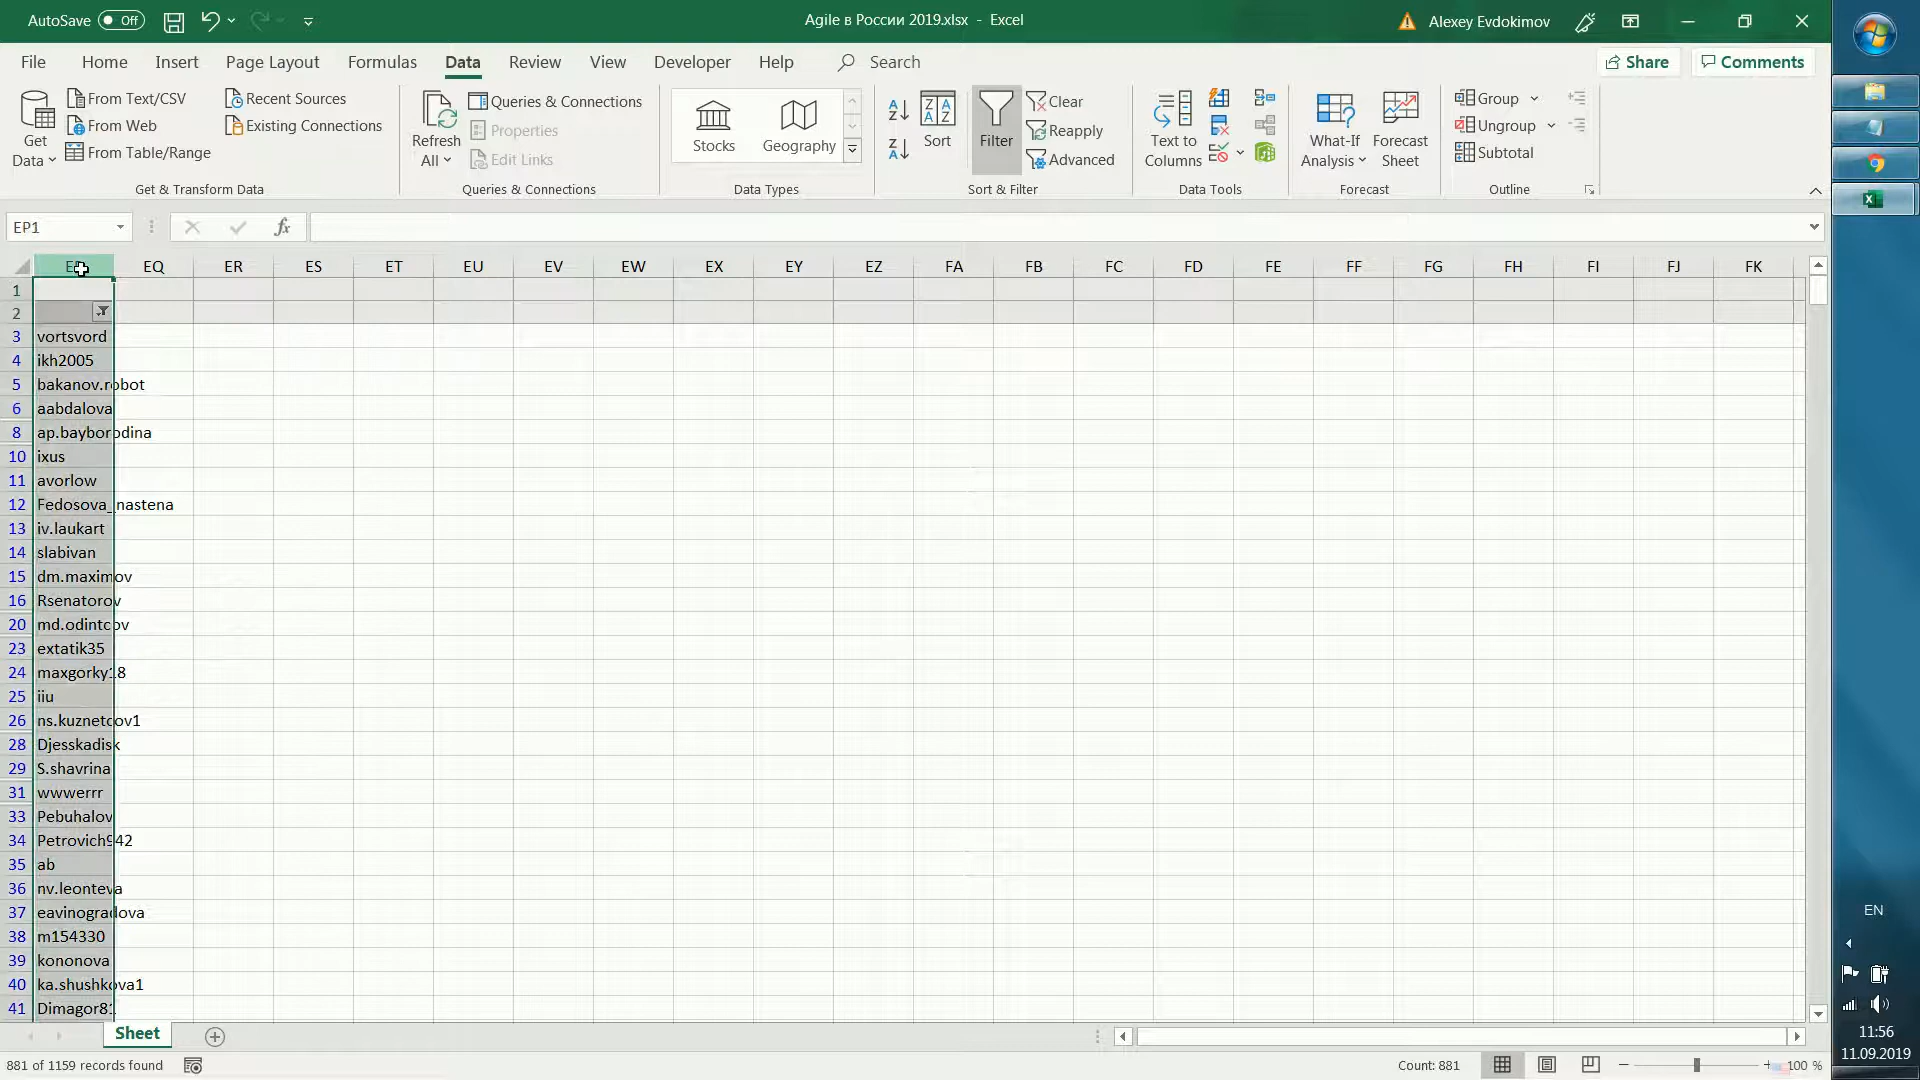 AutoSave Off Agile в России 2019.xlsx - Excel Alexey Evdokimov
File Home Insert Page Layout Formulas Data Review View Developer Help Search Share Comments
Get Data From Text/CSV From Web From Table/Range Recent Sources Existing Connections
Get & Transform Data
Refresh All Queries & Connections Properties Edit Links
Queries & Connections
Stocks Geography
Data Types
Sort Filter Clear Reapply Advanced
Sort & Filter
Text to Columns
Data Tools
What-If Analysis Forecast Sheet
Forecast
Group Ungroup Subtotal
Outline
EP1 fx
EQ ER ES ET EU EV EW EX EY EZ FA FB FC FD FE FF FG FH FI FJ FK
1
2
3 vortsvord
4 ikh2005
5 bakanov.robot
6 aabdalova
8 ap.bayborodina
10 ixus
11 avorlow
12 Fedosova_nastena
13 iv.laukart
14 slabivan
15 dm.maximov
16 Rsenatorov
20 md.odintcov
23 extatik35
24 maxgorky18
25 iiu
26 ns.kuznetcov1
28 Djesskadisk
29 S.shavrina
31 wwwerrr
33 Pebuhalov
34 Petrovich942
35 ab
36 nv.leonteva
37 eavinogradova
38 m154330
39 kononova
40 ka.shushkova1
41 Dimagor81
Sheet
881 of 1159 records found Count: 881 100 %
EN
11:56
11.09.2019